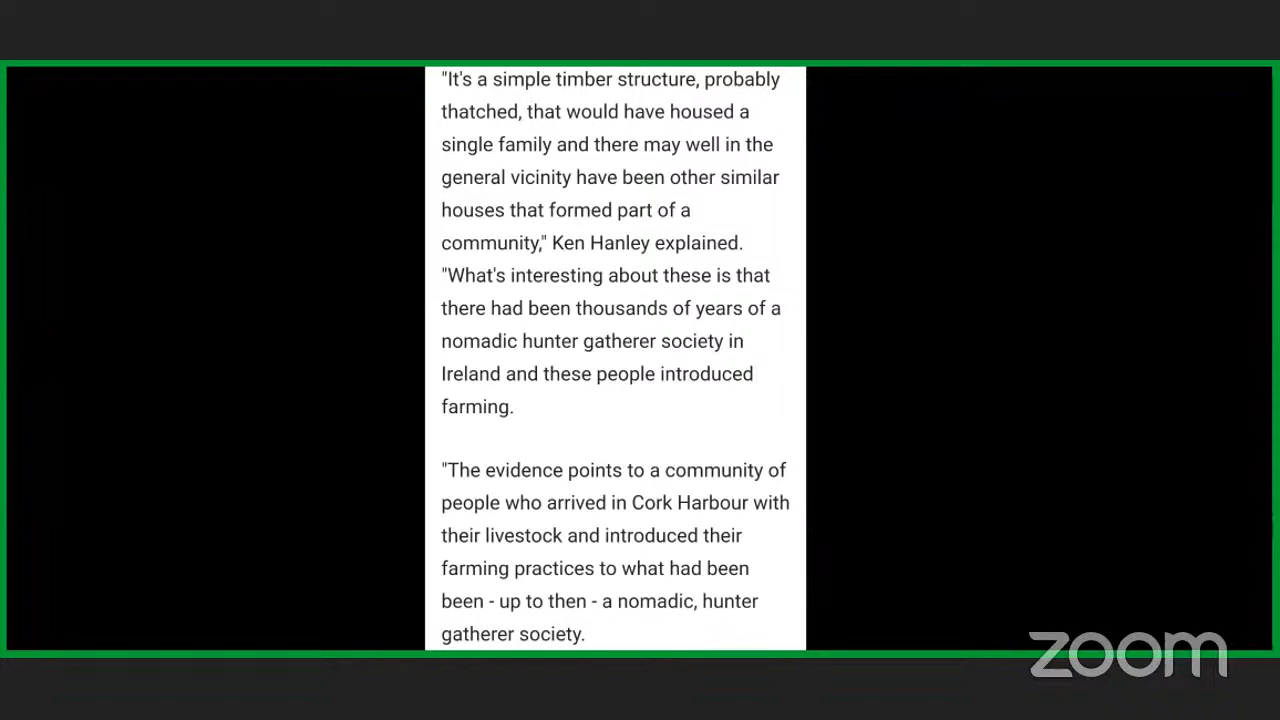 "It's a simple timber structure, probably
thatched, that would have housed a
single family and there may well in the
general vicinity have been other similar
houses that formed part of a
community," Ken Hanley explained.
"What's interesting about these is that
there had been thousands of years of a
nomadic hunter gatherer society in
Ireland and these people introduced
farming.
"The evidence points to a community of
people who arrived in Cork Harbour with
their livestock and introduced their
farming practices to what had been
been - up to then - a nomadic, hunter
gatherer society.
zoom